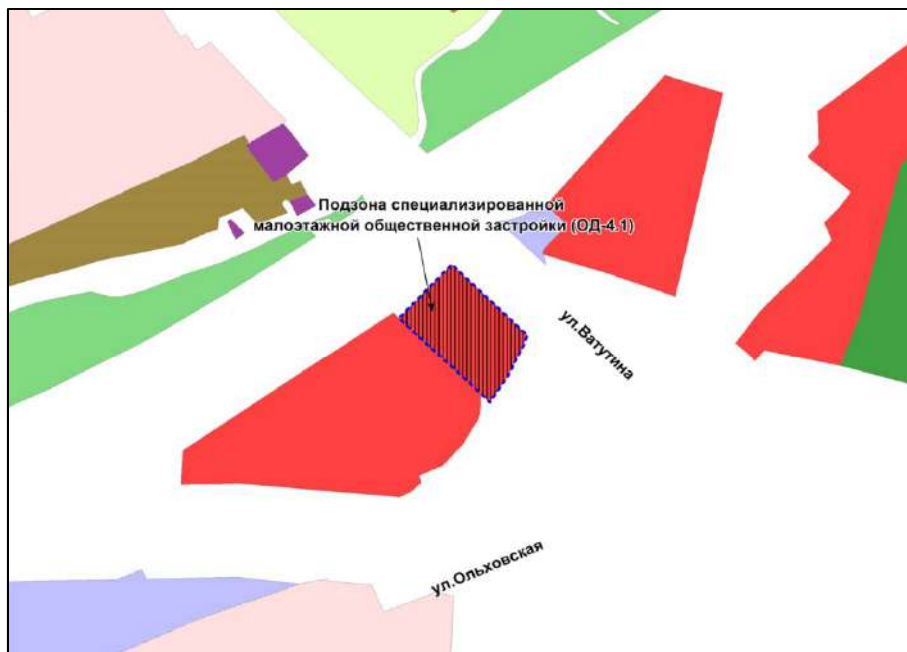 Подзона специализированной
малоэтажной общественной застройки (ОД-4.1)
ул.Ватутина
ул.Ольховская